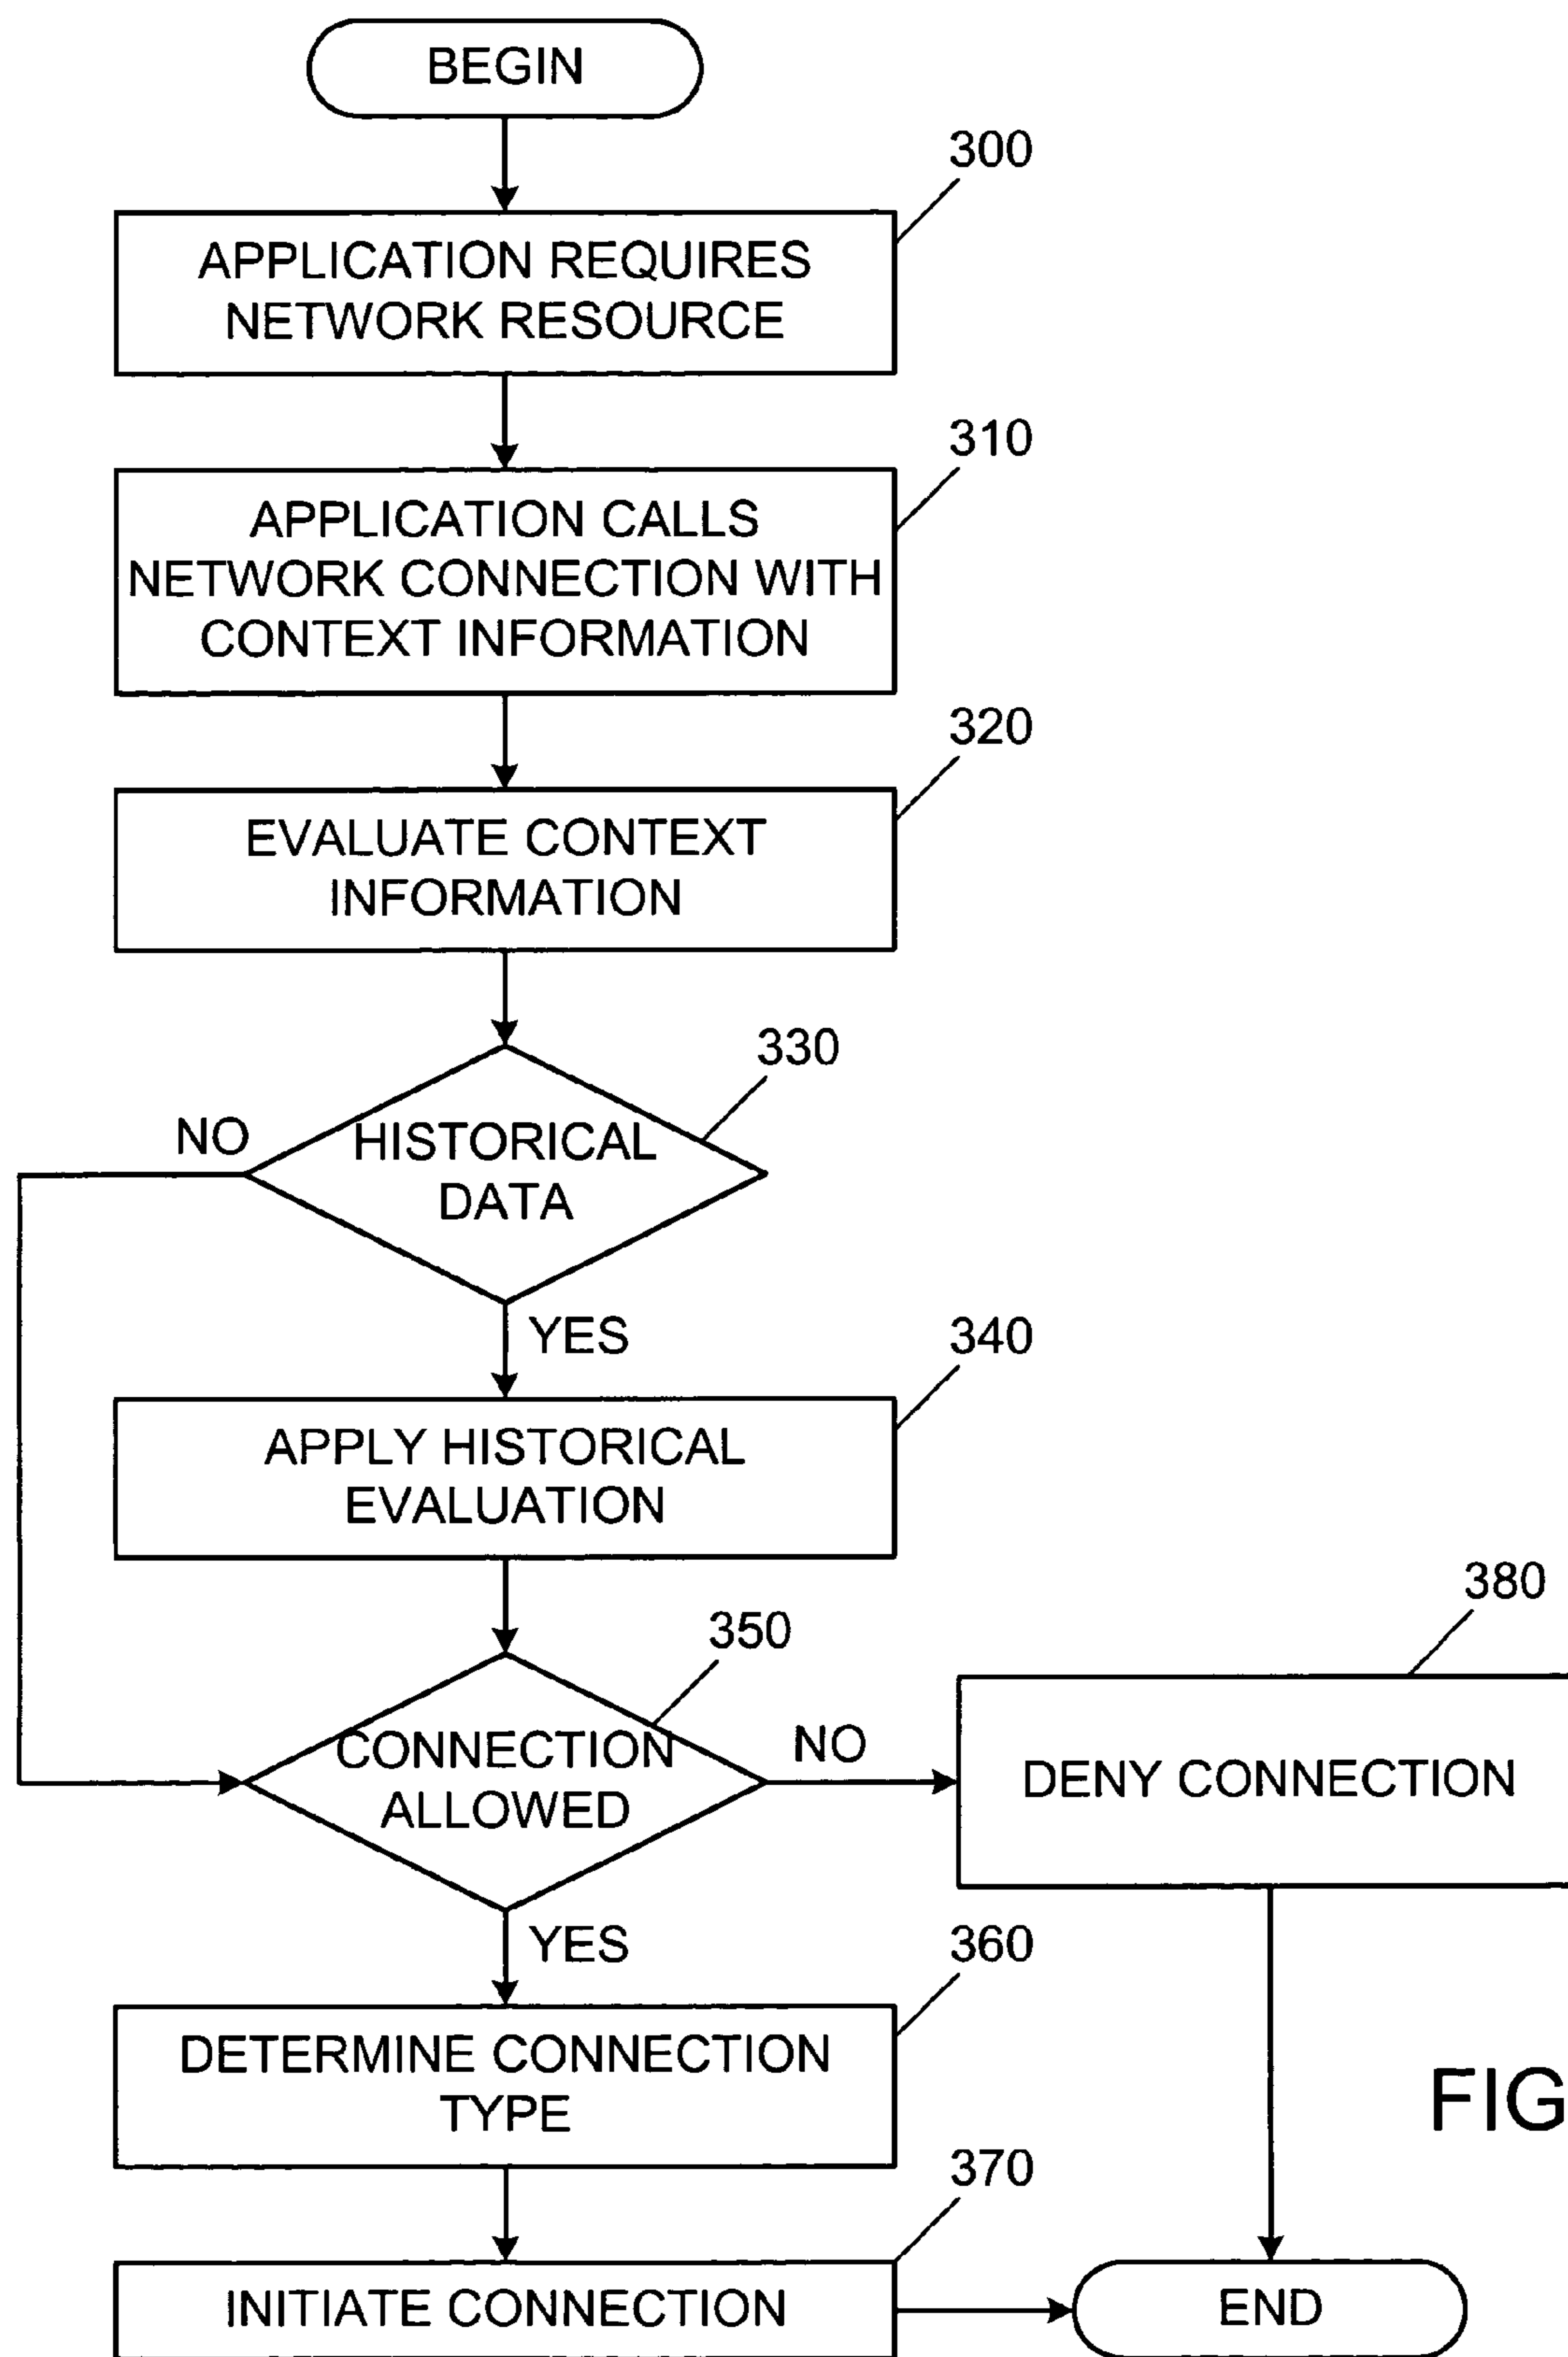 BEGIN
300
APPLICATION REQUIRES
NETWORK RESOURCE
310
APPLICATION CALLS
NETWORK CONNECTION WITH
CONTEXT INFORMATION
320
EVALUATE CONTEXT
INFORMATION
330
NO
HISTORICAL
DATA
YES
340
APPLY HISTORICAL
EVALUATION
350
380
CONNECTION
ALLOWED
NO
DENY CONNECTION
YES
360
DETERMINE CONNECTION
TYPE
FIG
370
INITIATE CONNECTION
END